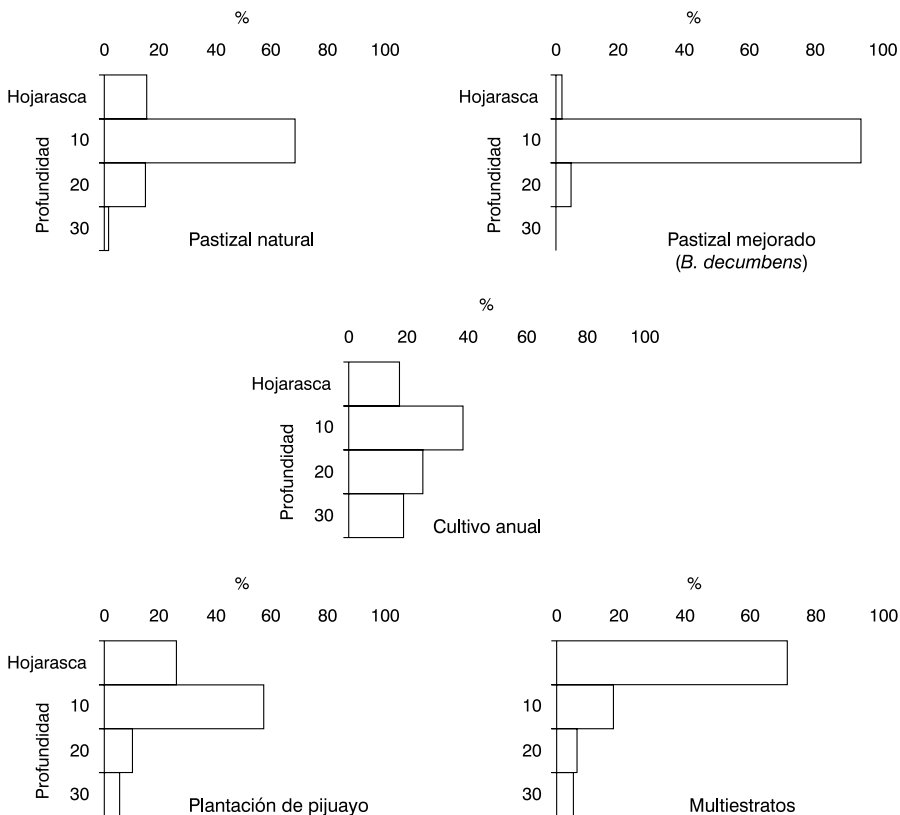 %
0 20 40 60 80 100
Hojarasca
Profundidad
10
20
30
Pastizal natural
%
0 20 40 60 80 100
Hojarasca
Profundidad
10
20
30
Pastizal mejorado
(B. decumbens)
%
0 20 40 60 80 100
Hojarasca
Profundidad
10
20
30
Cultivo anual
%
0 20 40 60 80 100
Hojarasca
Profundidad
10
20
30
Plantación de pijuayo
%
0 20 40 60 80 100
10
20
30
Multiestratos